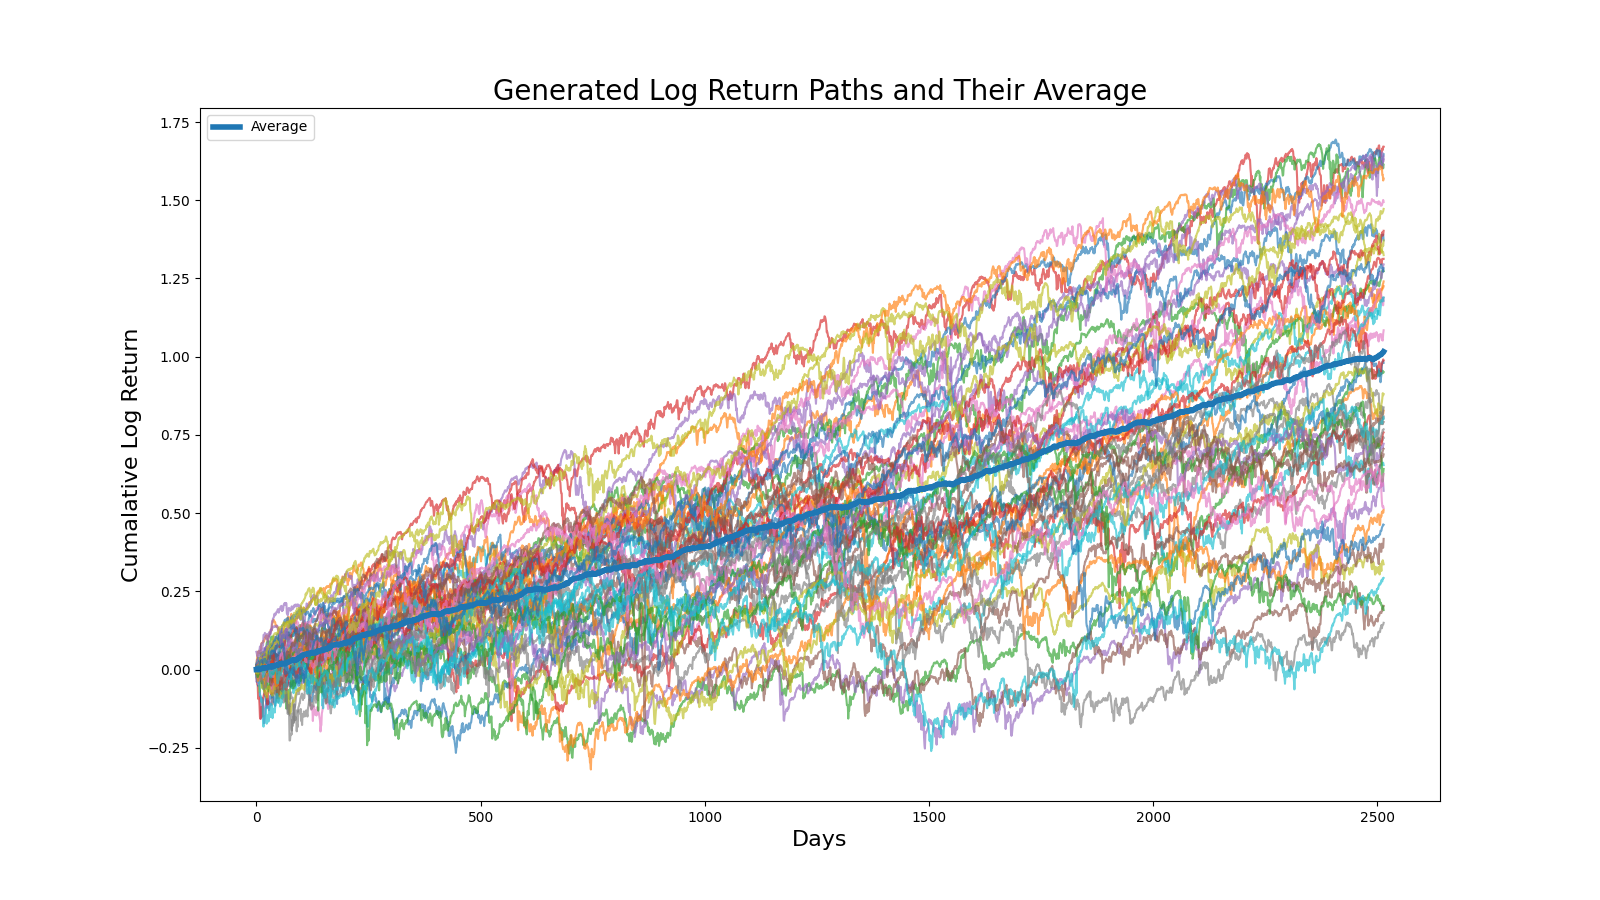 Generated Log Return Paths and Their Average
Average
1.75
1.50
1.25
1.00
0.75
0.50
0.25
0.00
−0.25
Cumalative Log Return
0 500 1000 1500 2000 2500
Days